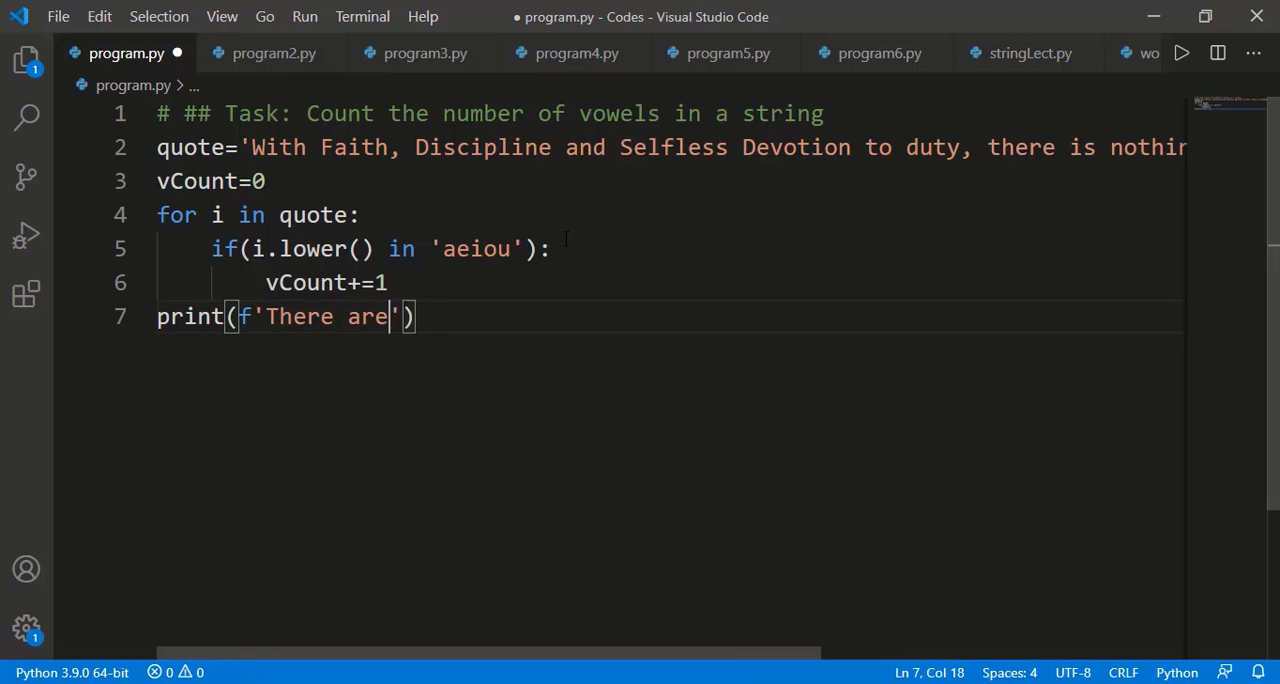 File Edit Selection View Go Run Terminal Help ● program.py - Codes - Visual Studio Code
program.py ● program2.py program3.py program4.py program5.py program6.py stringLect.py wo
program.py > ...
1 # ## Task: Count the number of vowels in a string
2 quote='With Faith, Discipline and Selfless Devotion to duty, there is nothin
3 vCount=0
4 for i in quote:
5 if(i.lower() in 'aeiou'):
6 vCount+=1
7 print(f'There are')
1
1
Python 3.9.0 64-bit 0 0 Ln 7, Col 18 Spaces: 4 UTF-8 CRLF Python